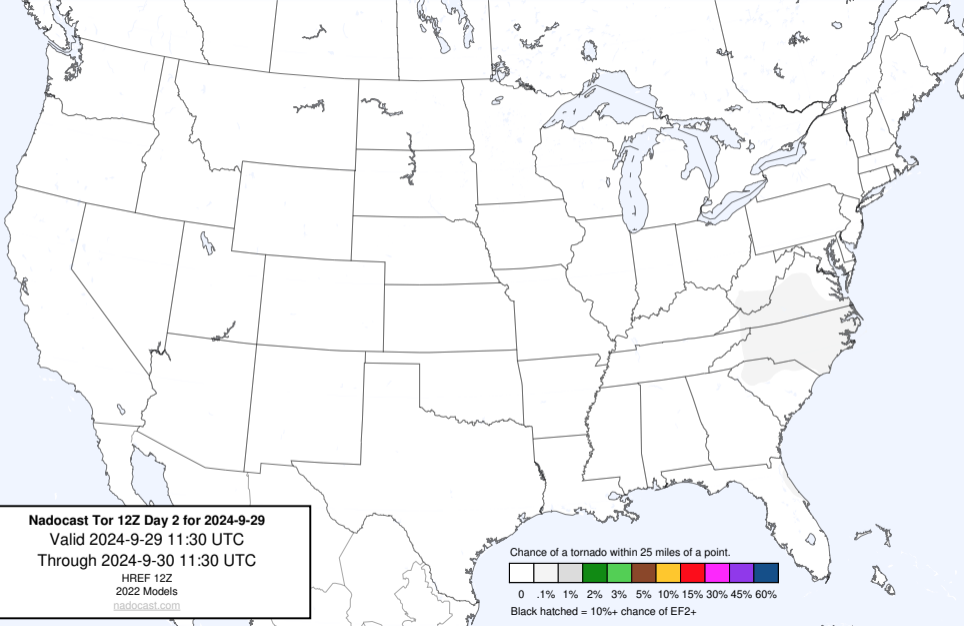 Nadocast Tor 12Z Day 2 for 2024-9-29
Valid 2024-9-29 11:30 UTC
Through 2024-9-30 11:30 UTC
HREF 12Z
2022 Models
nadocast.com
Chance of a tornado within 25 miles of a point.
0 .1% 1% 2% 3% 5% 10% 15% 30% 45% 60%
Black hatched = 10%+ chance of EF2+